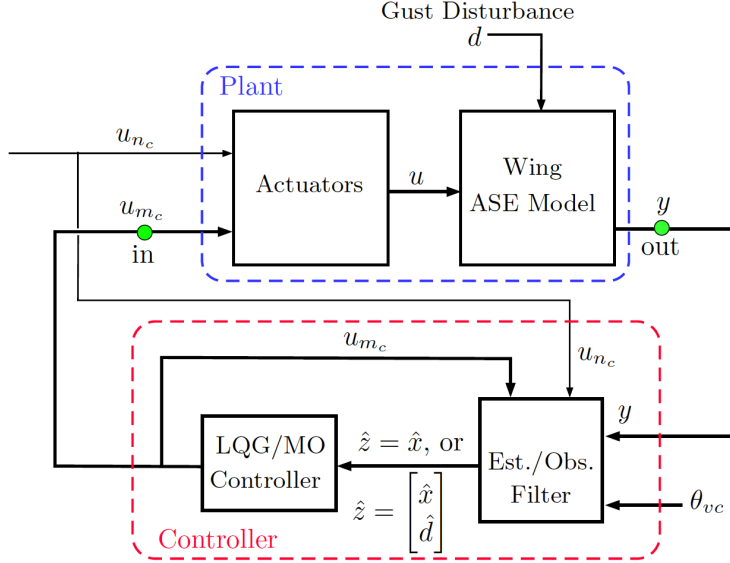 Gust Disturbance
d
Plant
u_{n_c}
Actuators
u
Wing
ASE Model
u_{m_c}
in
y
out
u_{m_c}
u_{n_c}
LQG/MO
Controller
ẑ = x̂, or
ẑ = [x̂ d̂]
Est./Obs.
Filter
y
θ_{vc}
Controller